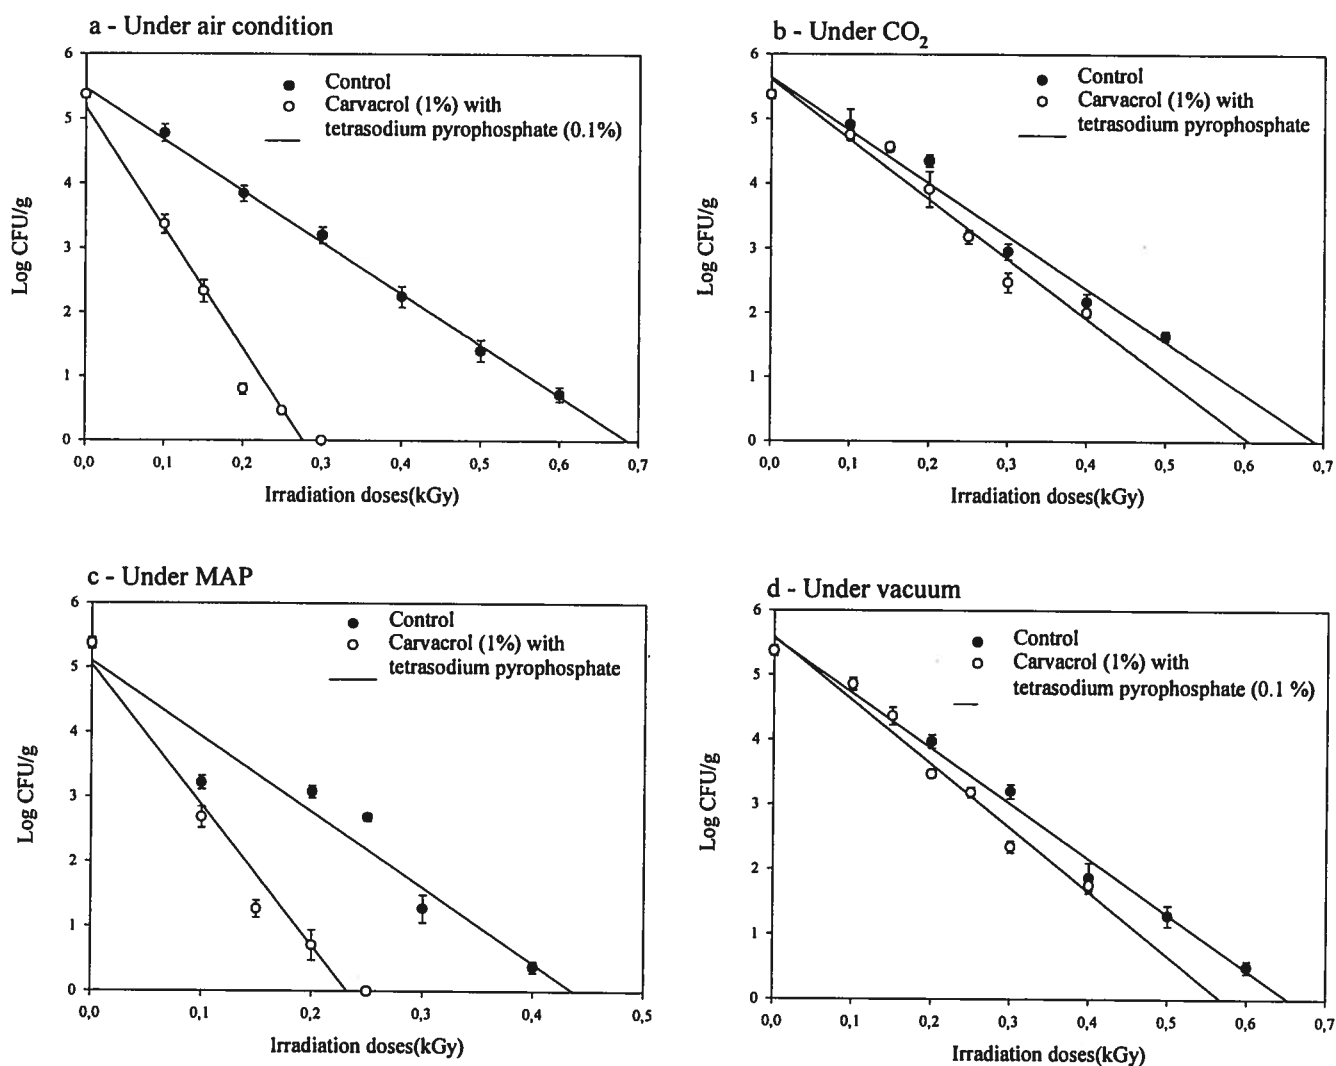 a - Under air condition
6
5
4
3
2
1
0
Log CFU/g
Control
Carvacrol (1%) with
tetrasodium pyrophosphate (0.1%)
0,0 0,1 0,2 0,3 0,4 0,5 0,6 0,7
Irradiation doses(kGy)
b - Under CO₂
6
5
4
3
2
1
0
Log CFU/g
Control
Carvacrol (1%) with
tetrasodium pyrophosphate
0,0 0,1 0,2 0,3 0,4 0,5 0,6 0,7
Irradiation doses(kGy)
c - Under MAP
6
5
4
3
2
1
0
Log CFU/g
Control
Carvacrol (1%) with
tetrasodium pyrophosphate
0,0 0,1 0,2 0,3 0,4 0,5
Irradiation doses(kGy)
d - Under vacuum
6
5
4
3
2
1
0
Log CFU/g
Control
Carvacrol (1%) with
tetrasodium pyrophosphate (0.1 %)
0,0 0,1 0,2 0,3 0,4 0,5 0,6 0,7
Irradiation doses(kGy)